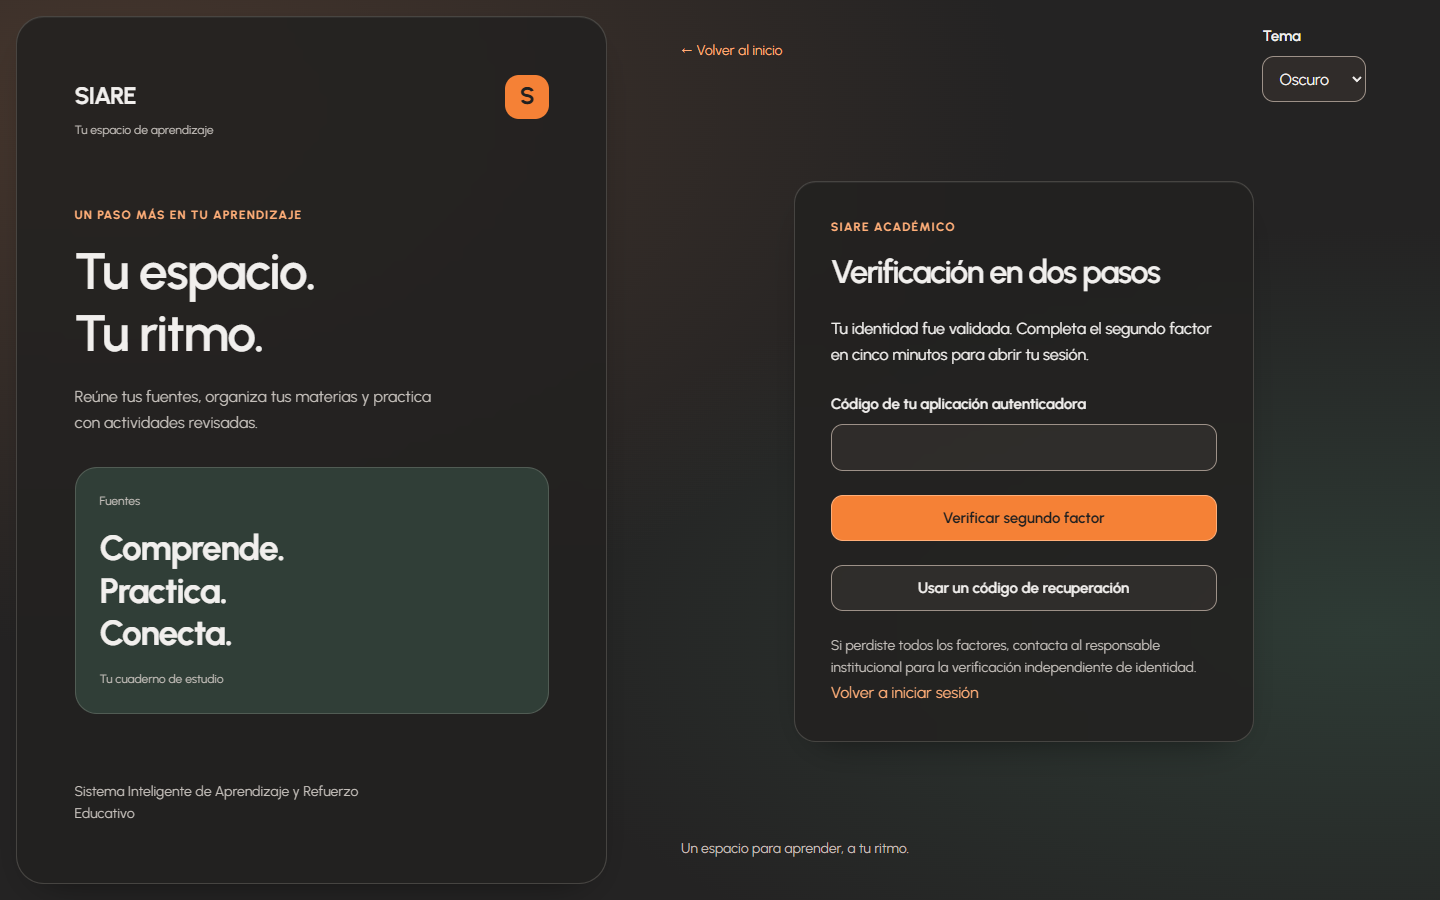 SIARE
S
Tu espacio de aprendizaje
UN PASO MÁS EN TU APRENDIZAJE
Tu espacio.
Tu ritmo.
Reúne tus fuentes, organiza tus materias y practica
con actividades revisadas.
Fuentes
Comprende.
Practica.
Conecta.
Tu cuaderno de estudio
Sistema Inteligente de Aprendizaje y Refuerzo
Educativo
← Volver al inicio
Tema
Oscuro
SIARE ACADÉMICO
Verificación en dos pasos
Tu identidad fue validada. Completa el segundo factor
en cinco minutos para abrir tu sesión.
Código de tu aplicación autenticadora
Verificar segundo factor
Usar un código de recuperación
Si perdiste todos los factores, contacta al responsable
institucional para la verificación independiente de identidad.
Volver a iniciar sesión
Un espacio para aprender, a tu ritmo.